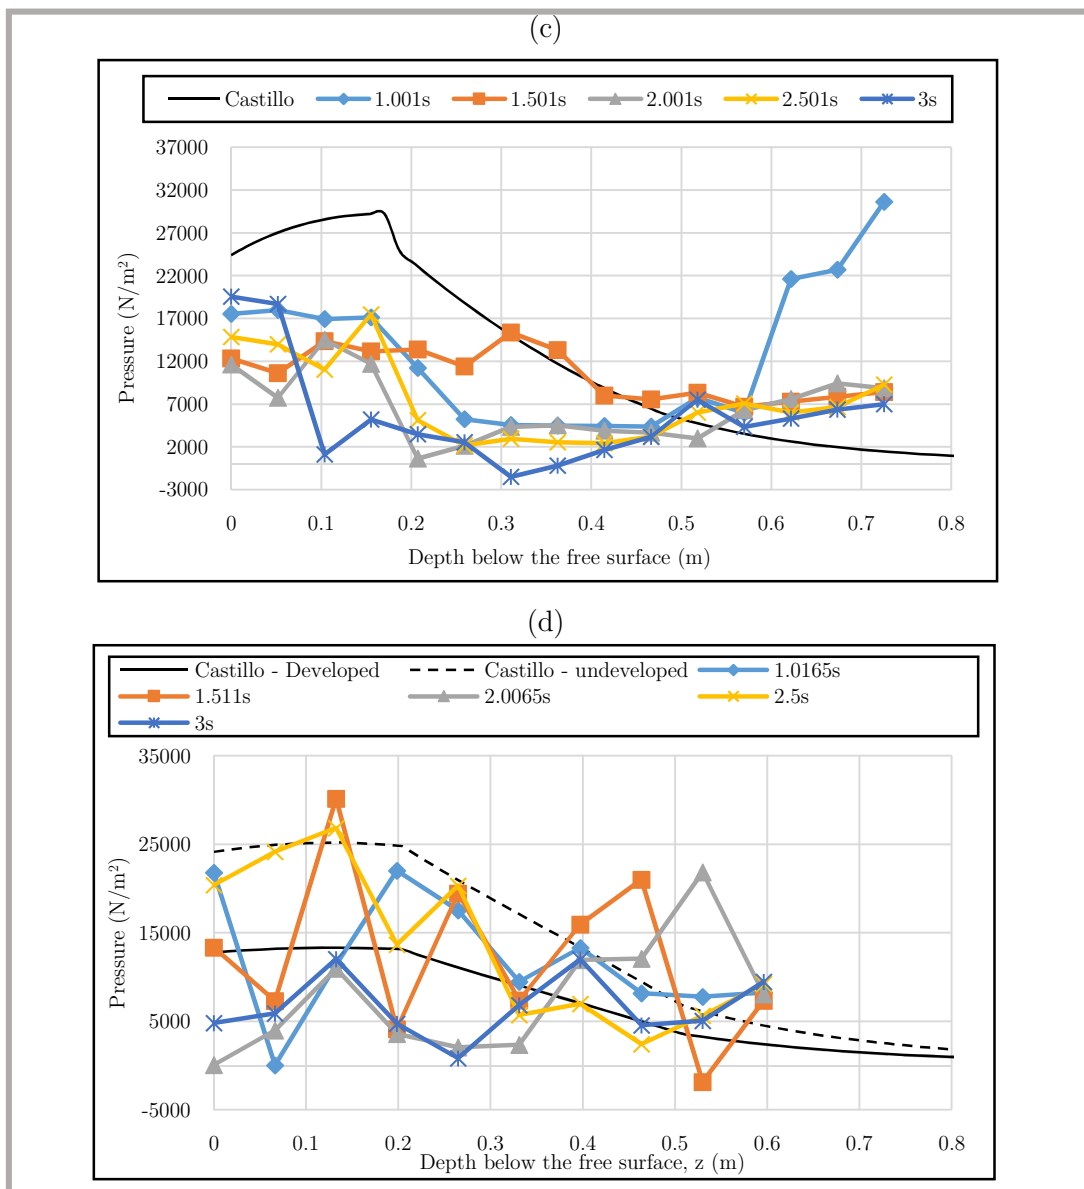 (c)
Castillo 1.001s 1.501s 2.001s 2.501s 3s
37000
32000
27000
22000
17000
12000
7000
2000
-3000
Pressure (N/m²)
0 0.1 0.2 0.3 0.4 0.5 0.6 0.7 0.8
Depth below the free surface (m)
(d)
Castillo - Developed Castillo - undeveloped 1.0165s
1.511s 2.0065s 2.5s
3s
35000
25000
15000
5000
-5000
Pressure (N/m²)
0 0.1 0.2 0.3 0.4 0.5 0.6 0.7 0.8
Depth below the free surface, z (m)